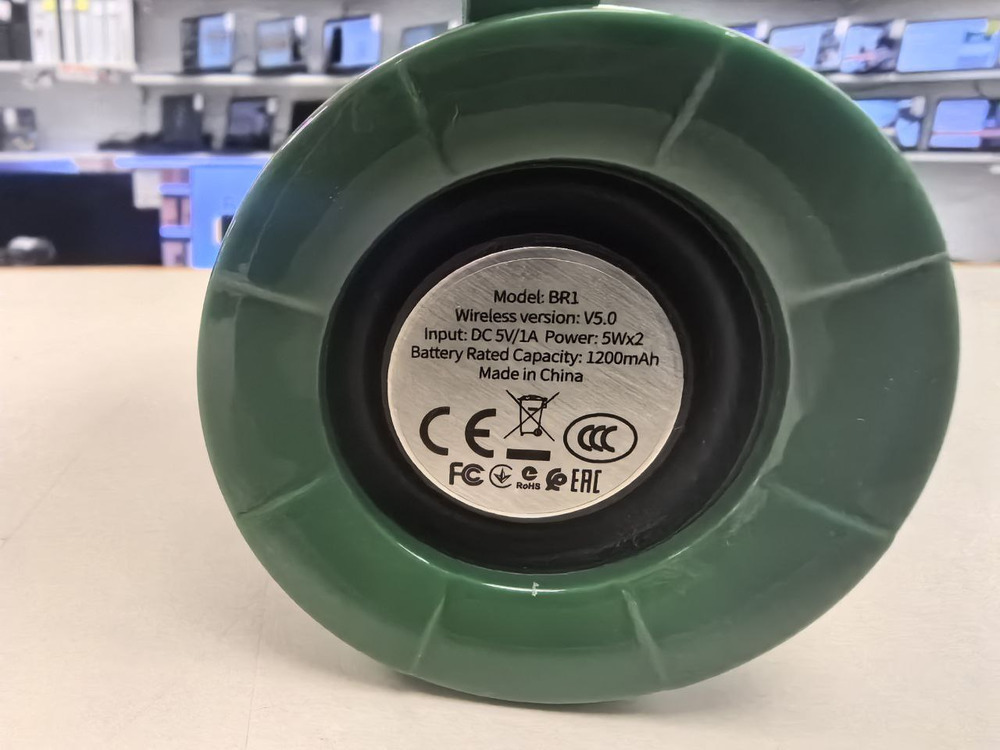 Model: BR1
Wireless version: V5.0
Input: DC 5V/1A Power: 5Wx2
Battery Rated Capacity: 1200mAh
Made in China
CE CCC
FC RoHS EAC